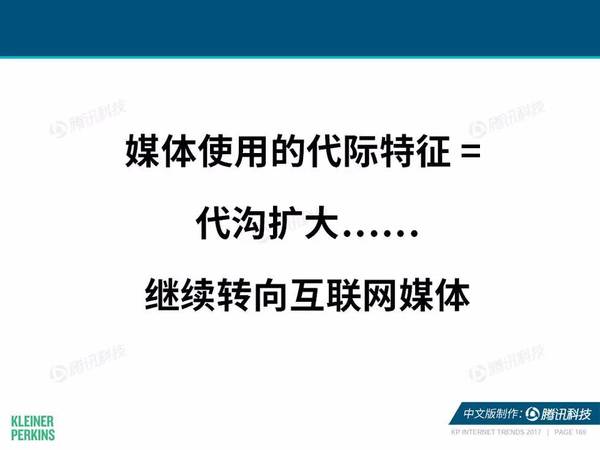 腾讯科技
腾讯科技
媒体使用的代际特征 =
代沟扩大……
继续转向互联网媒体
腾讯科技
腾讯科技
中文版制作：腾讯科技
KLEINER
PERKINS
KP INTERNET TRENDS 2017 | PAGE 169